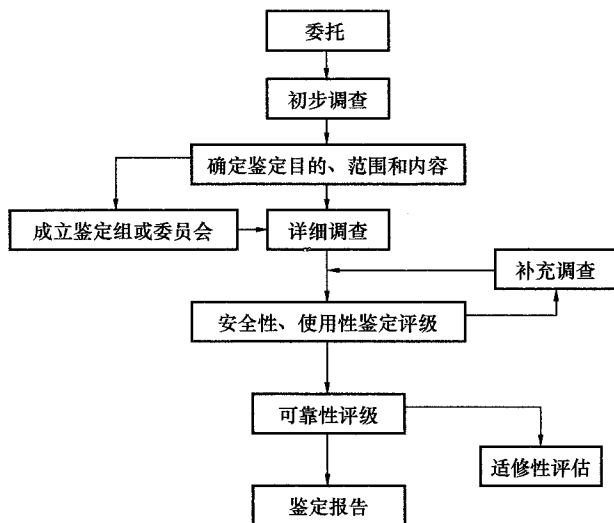 委托
初步调查
确定鉴定目的、范围和内容
成立鉴定组或委员会
详细调查
补充调查
安全性、使用性鉴定评级
可靠性评级
适修性评估
鉴定报告